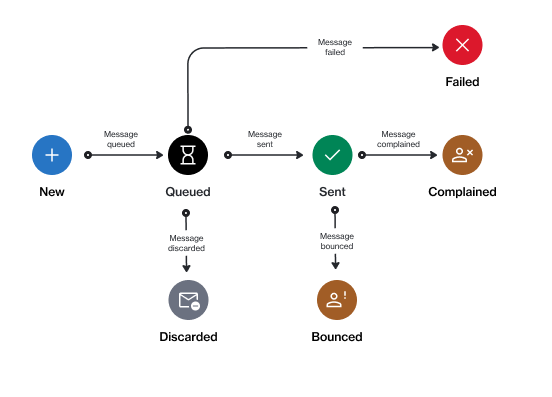 Message
failed
Failed
Message
queued
Message
sent
Message
complained
New
Queued
Sent
Complained
Message
discarded
Message
bounced
Discarded
Bounced